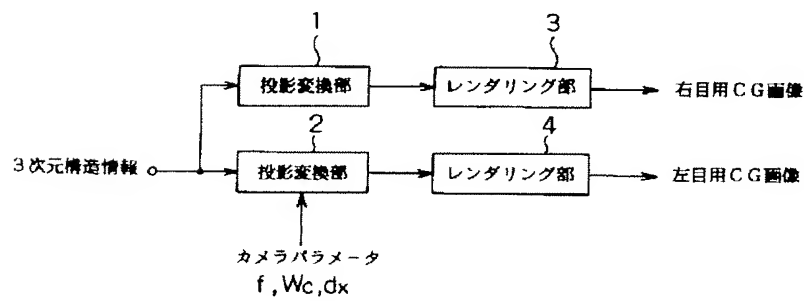 1
3
投影変換部
レンダリング部
右目用CG画像
2
4
3次元構造情報
投影変換部
レンダリング部
左目用CG画像
カメラパラメータ
f,Wc,dx